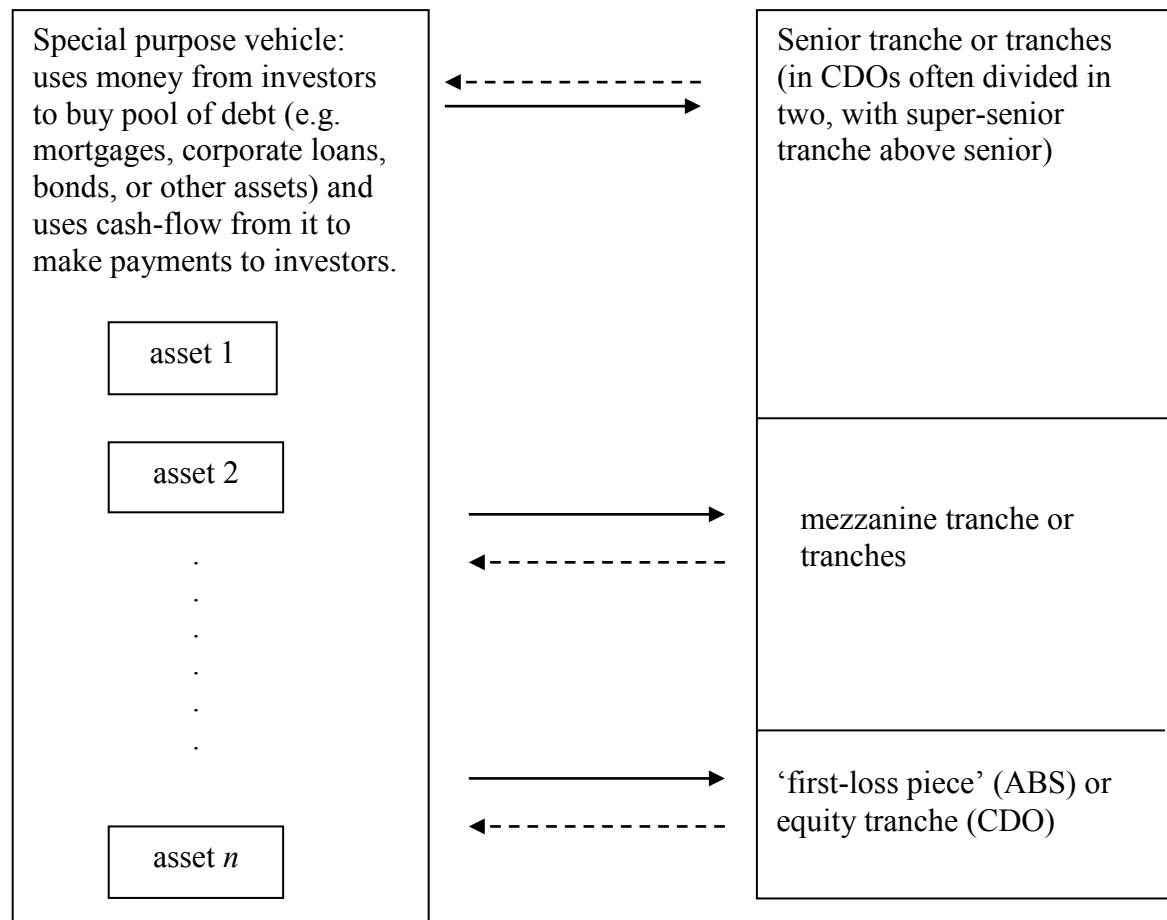 Special purpose vehicle:
uses money from investors
to buy pool of debt (e.g.
mortgages, corporate loans,
bonds, or other assets) and
uses cash-flow from it to
make payments to investors.
asset 1
asset 2
.
.
.
.
.
.
asset n
Senior tranche or tranches
(in CDOs often divided in
two, with super-senior
tranche above senior)
mezzanine tranche or
tranches
‘first-loss piece’ (ABS) or
equity tranche (CDO)